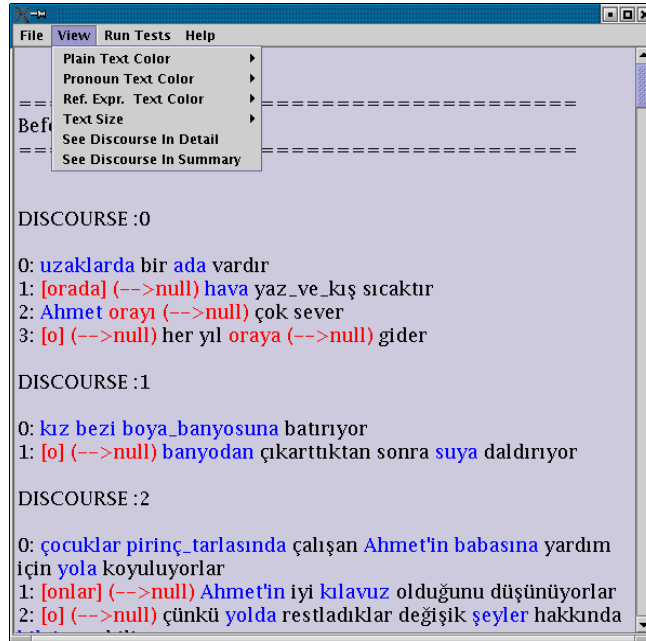 File View Run Tests Help
Plain Text Color
Pronoun Text Color
Ref. Expr. Text Color
Text Size
See Discourse In Detail
See Discourse In Summary
==
======================
Bef
==
======================
DISCOURSE :0
0: uzaklarda bir ada vardır
1: [orada] (-->null) hava yaz_ve_kış sıcaktır
2: Ahmet orayı (-->null) çok sever
3: [o] (-->null) her yıl oraya (-->null) gider
DISCOURSE :1
0: kız bezi boya_banyosuna batırıyor
1: [o] (-->null) banyodan çıkarttıktan sonra suya daldırıyor
DISCOURSE :2
0: çocuklar pirinç_tarlasında çalışan Ahmet'in babasına yardım
için yola koyuluyorlar
1: [onlar] (-->null) Ahmet'in iyi kılavuz olduğunu düşünüyorlar
2: [o] (-->null) çünkü yolda restladıklar değişik şeyler hakkında